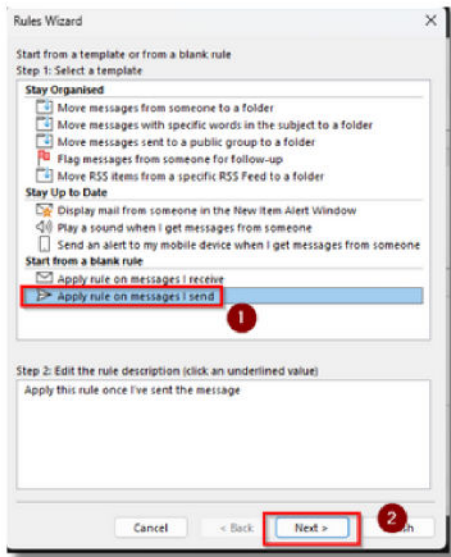 Rules Wizard
Start from a template or from a blank rule
Step 1: Select a template
Stay Organised
Move messages from someone to a folder
Move messages with specific words in the subject to a folder
Move messages sent to a public group to a folder
Flag messages from someone for follow-up
Move RSS items from a specific RSS Feed to a folder
Stay Up to Date
Display mail from someone in the New Item Alert Window
Play a sound when I get messages from someone
Send an alert to my mobile device when I get messages from someone
Start from a blank rule
Apply rule on messages I receive
Apply rule on messages I send
1
Step 2: Edit the rule description (click an underlined value)
Apply this rule once I've sent the message
2
Cancel < Back Next >